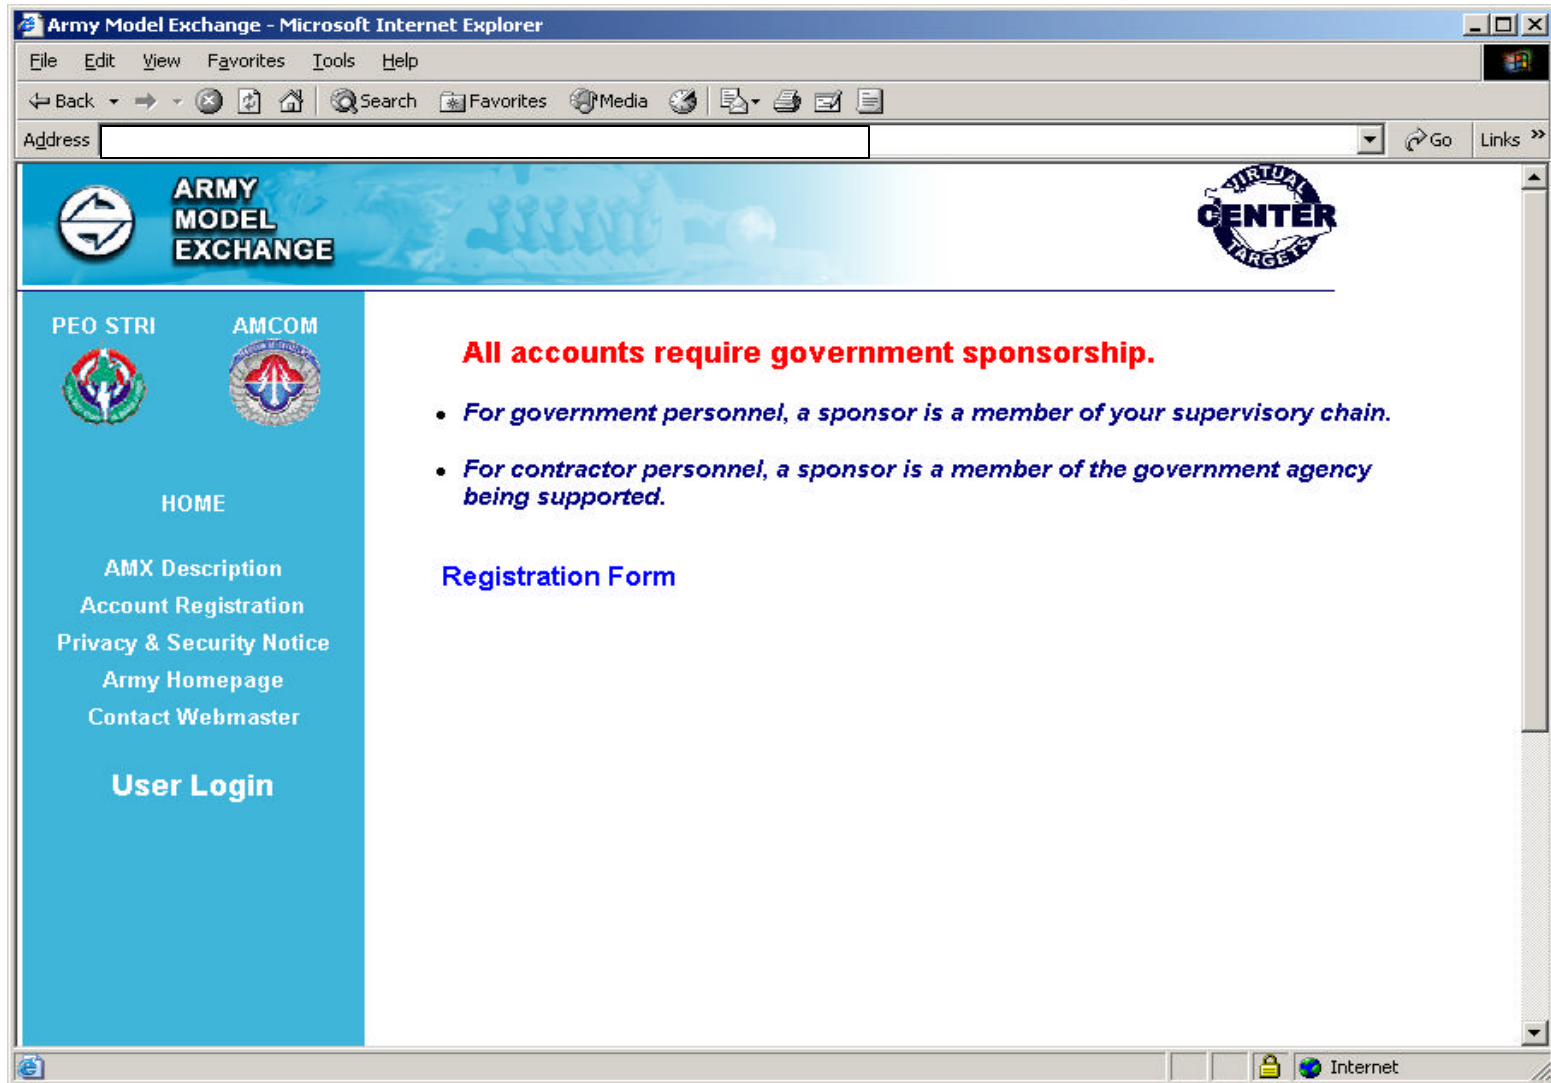 Army Model Exchange - Microsoft Internet Explorer
File Edit View Favorites Tools Help
Back Search Favorites Media
Address Go Links »
ARMY
MODEL
EXCHANGE
VIRTUAL
CENTER
TARGETS
PEO STRI AMCOM
All accounts require government sponsorship.
• For government personnel, a sponsor is a member of your supervisory chain.
• For contractor personnel, a sponsor is a member of the government agency
being supported.
HOME
Registration Form
AMX Description
Account Registration
Privacy & Security Notice
Army Homepage
Contact Webmaster
User Login
Internet